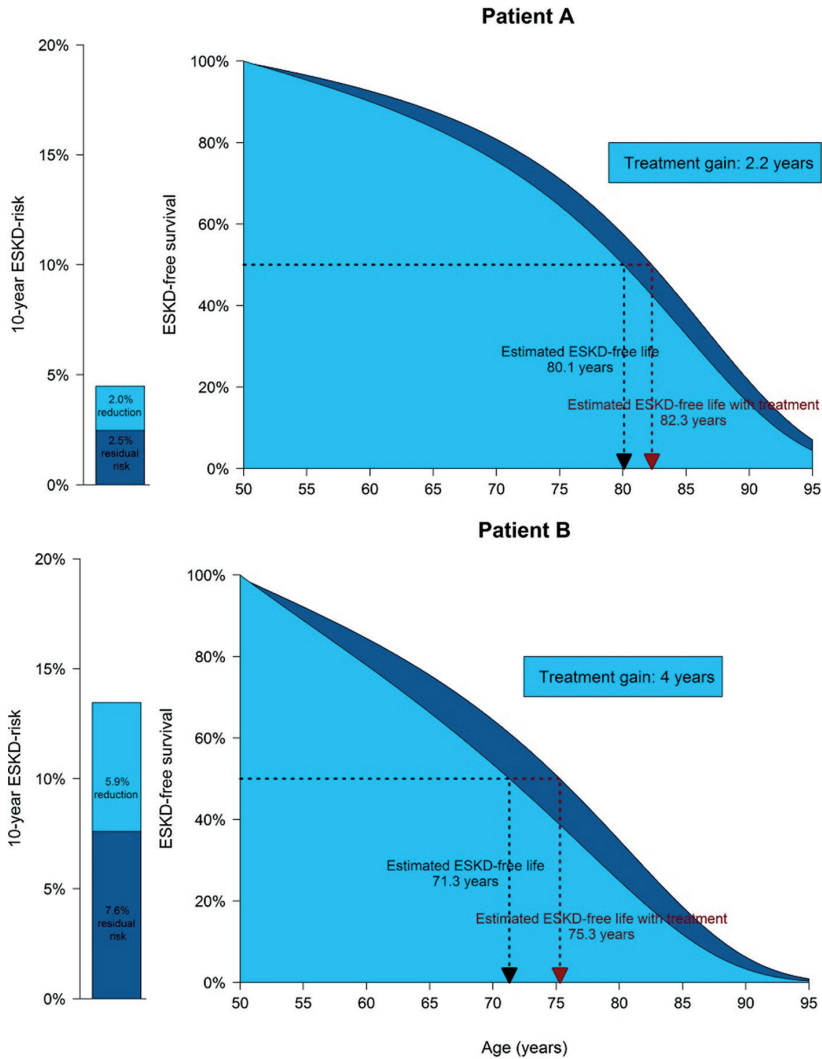 Patient A
10-year ESKD-risk
20%
15%
10%
5%
0%
2.0%
reduction
2.5%
residual
risk
ESKD-free survival
100%
80%
60%
40%
20%
0%
Treatment gain: 2.2 years
Estimated ESKD-free life
80.1 years
Estimated ESKD-free life with treatment
82.3 years
50 55 60 65 70 75 80 85 90 95
Patient B
10-year ESKD-risk
20%
15%
10%
5%
0%
5.9%
reduction
7.6%
residual
risk
ESKD-free survival
100%
80%
60%
40%
20%
0%
Treatment gain: 4 years
Estimated ESKD-free life
71.3 years
Estimated ESKD-free life with treatment
75.3 years
50 55 60 65 70 75 80 85 90 95
Age (years)